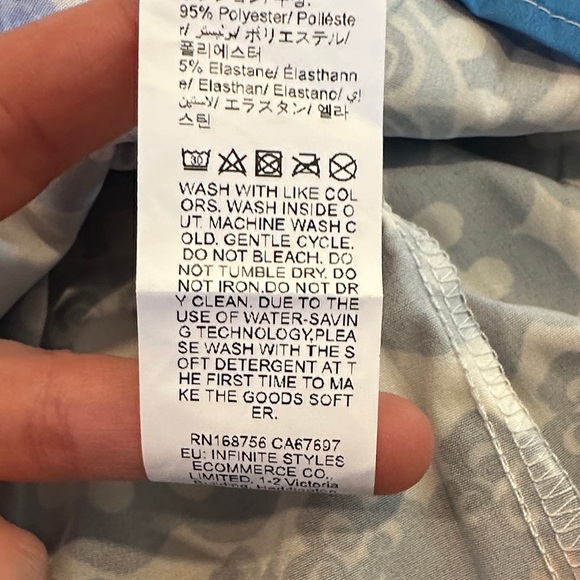 95% Polyester/ Poliéste
r/ بوليستر/ ポリエステル/
폴리에스터
5% Elastane/ Élasthann
e/ Elasthan/ Elastano/ إي
لاستين/ エラスタン/ 엘라
스틴
30
WASH WITH LIKE COL
ORS. WASH INSIDE O
UT. MACHINE WASH C
OLD. GENTLE CYCLE.
DO NOT BLEACH. DO
NOT TUMBLE DRY. DO
NOT IRON.DO NOT DR
Y CLEAN. DUE TO THE
USE OF WATER-SAVIN
G TECHNOLOGY,PLEA
SE WASH WITH THE S
OFT DETERGENT AT T
HE FIRST TIME TO MA
KE THE GOODS SOFT
ER.
RN168756 CA67697
EU: INFINITE STYLES
ECOMMERCE CO.,
LIMITED, 1-2 Victoria